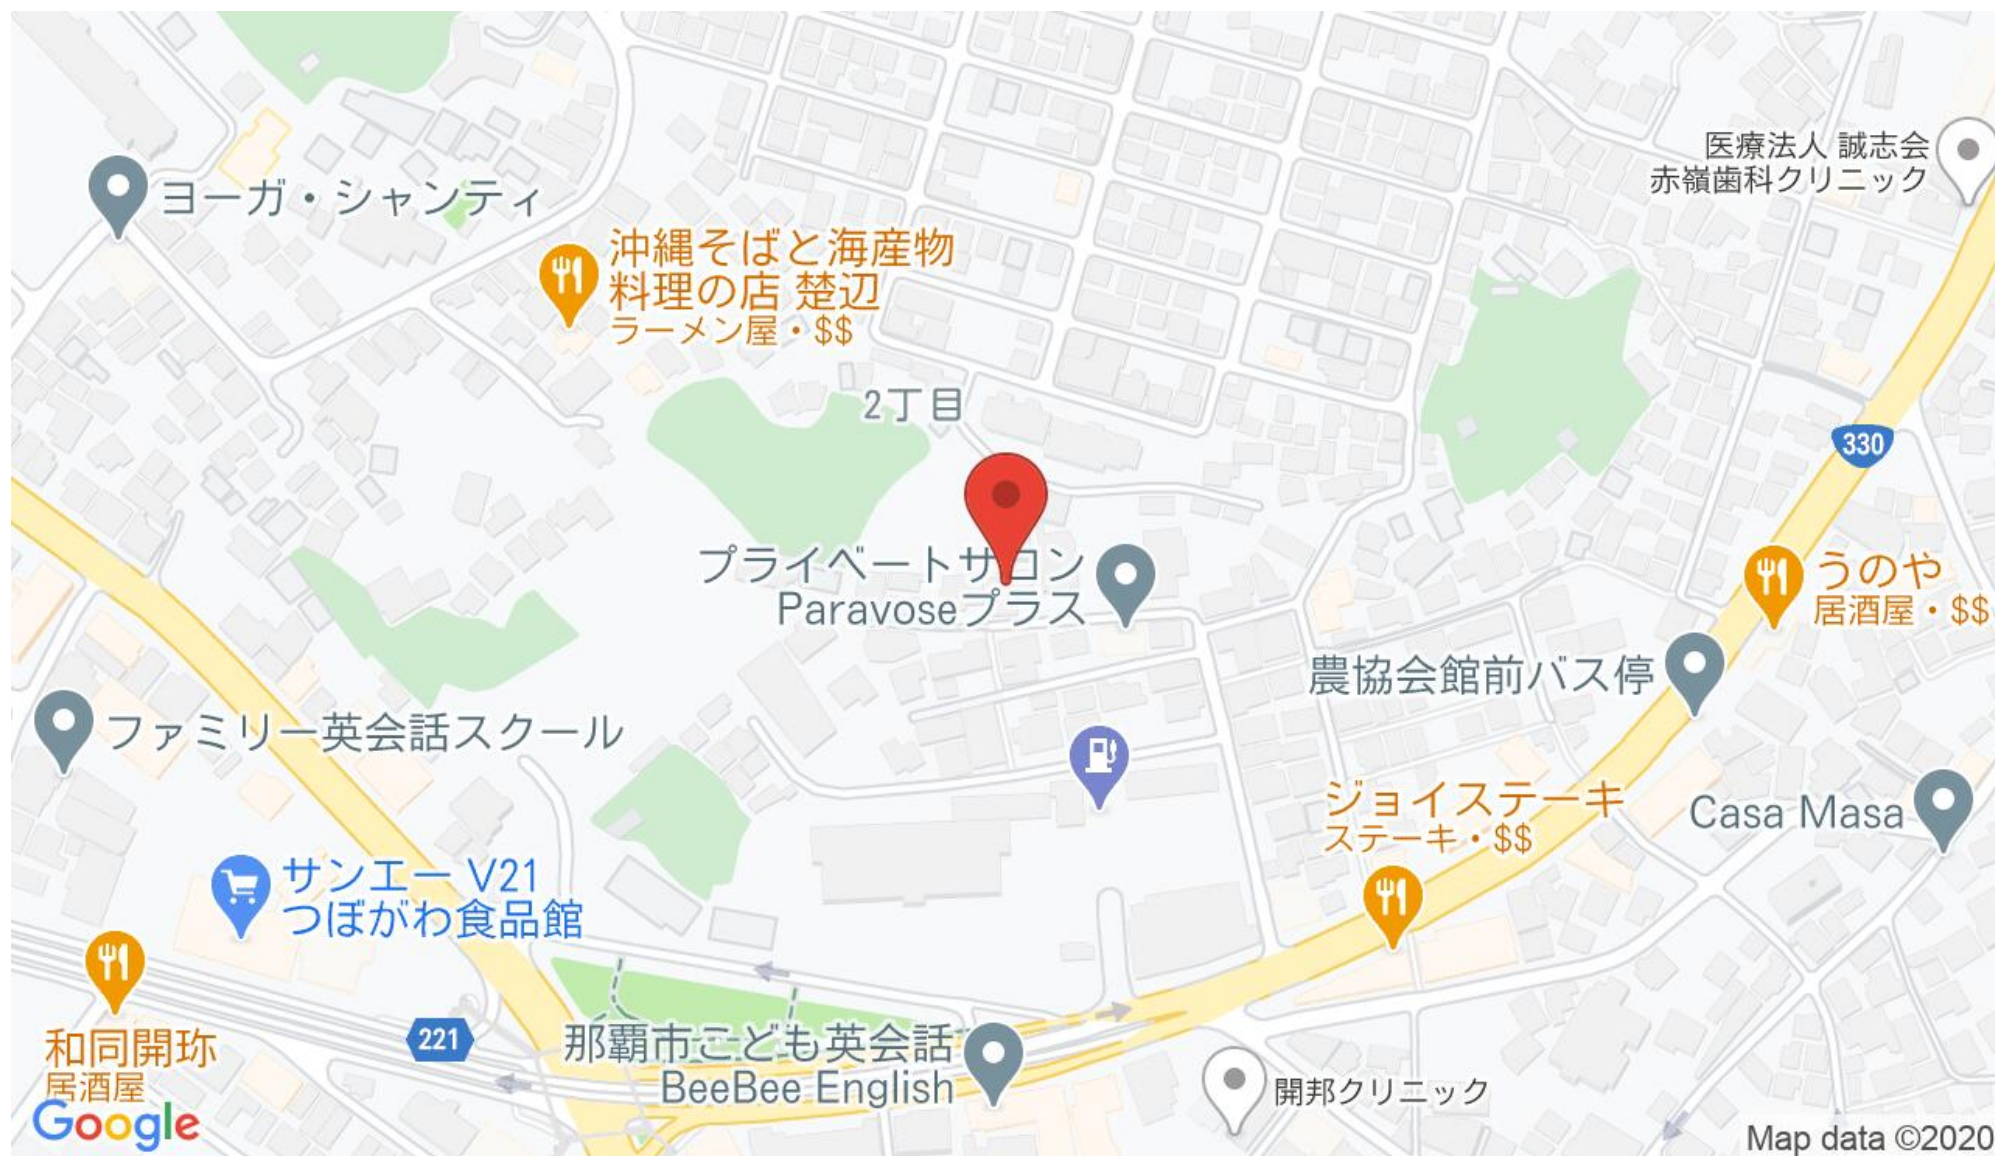 医療法人 誠志会
赤嶺歯科クリニック
ヨーガ・シャンティ
沖縄そばと海産物
料理の店 楚辺
ラーメン屋・$$
2丁目
330
プライベートサロン
Paravoseプラス
うのや
居酒屋・$$
農協会館前バス停
ファミリー英会話スクール
ジョイステーキ
ステーキ・$$
Casa Masa
サンエー V21
つぼがわ食品館
和同開珎
居酒屋
221
那覇市こども英会話
BeeBee English
開邦クリニック
Google
Map data ©2020